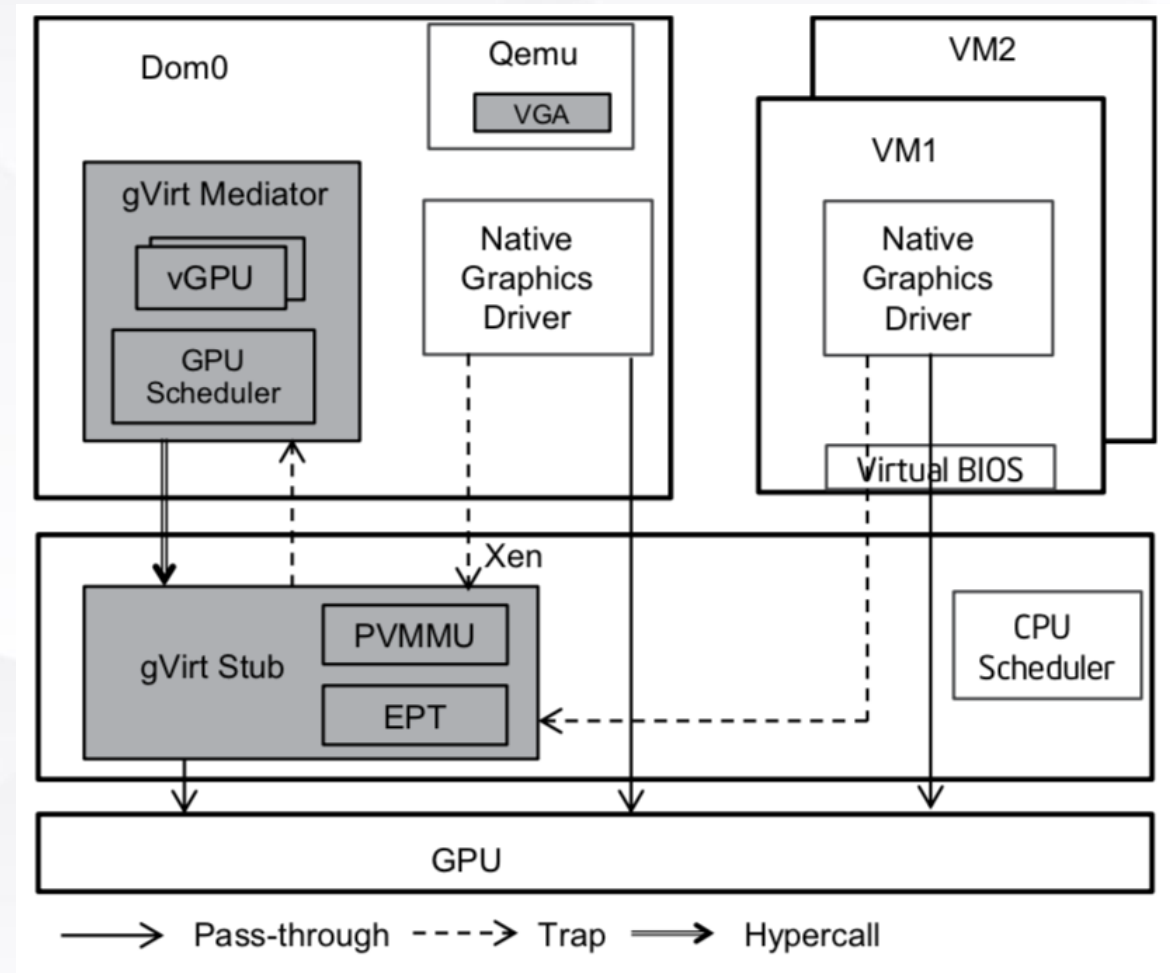 Dom0
Qemu
VGA
gVirt Mediator
vGPU
GPU
Scheduler
Native
Graphics
Driver
VM2
VM1
Native
Graphics
Driver
Virtual BIOS
Xen
gVirt Stub
PVMMU
EPT
CPU
Scheduler
GPU
Pass-through
Trap
Hypercall